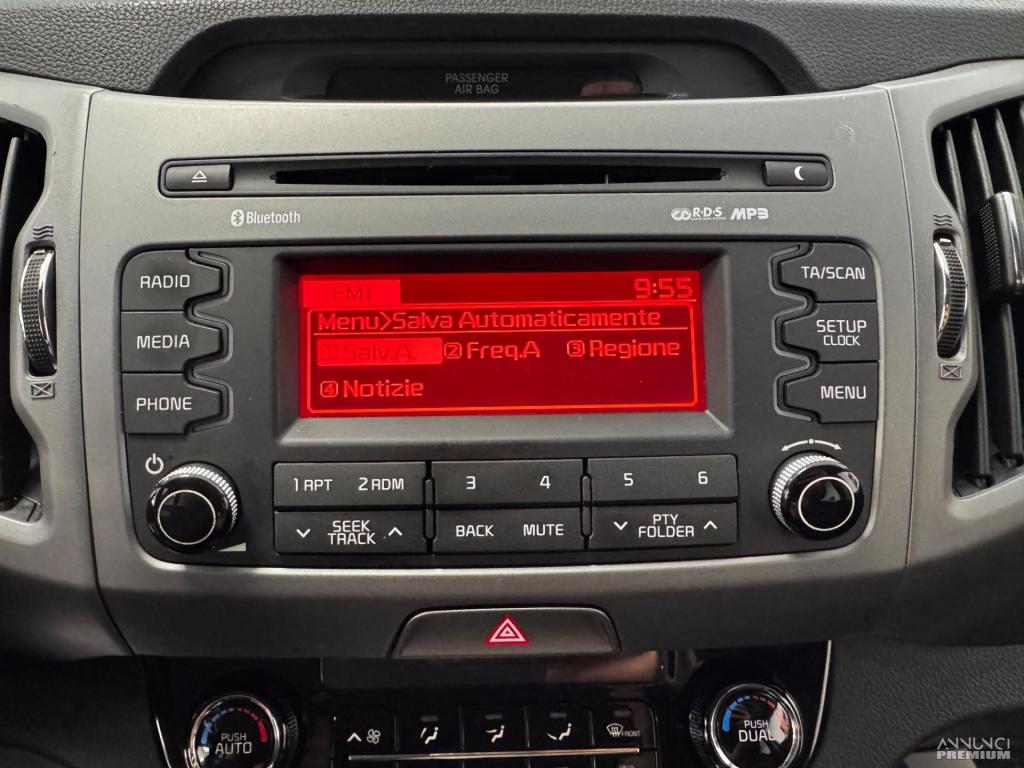 PASSENGER
AIR BAG
Bluetooth
R·D·S MP3
RADIO
MEDIA
PHONE
FM1 9:55
Menu>Salva Automaticamente
1 Salv.A. 2 Freq.A 3 Regione
4 Notizie
TA/SCAN
SETUP
CLOCK
MENU
1 RPT 2 RDM 3 4 5 6
SEEK
TRACK
BACK MUTE
PTY
FOLDER
PUSH
AUTO
FRONT
PUSH
DUAL
ANNUNCI
PREMIUM